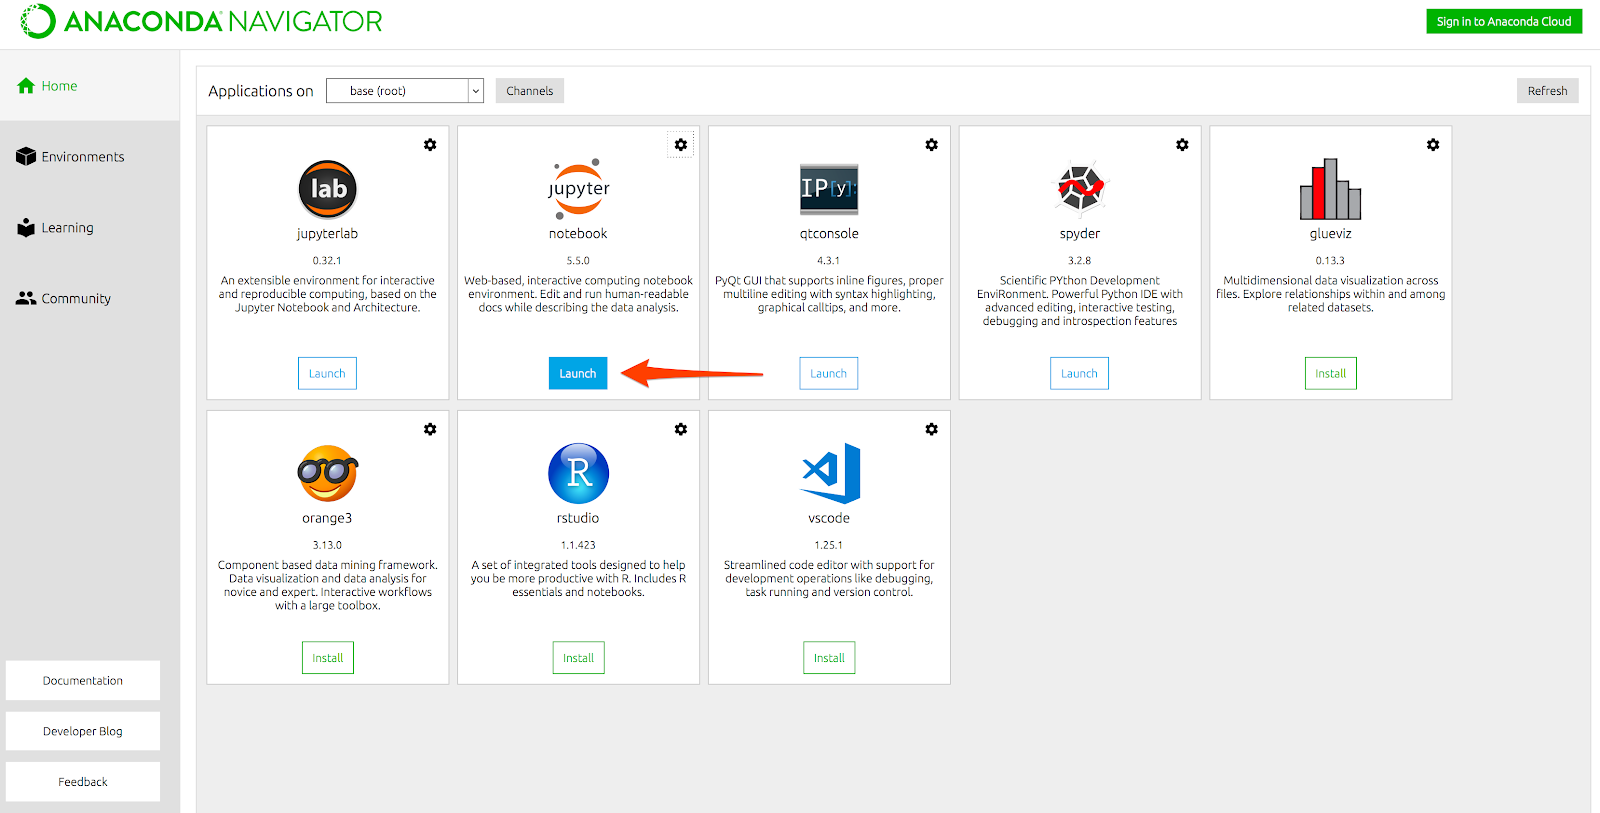 ANACONDA NAVIGATOR
Sign in to Anaconda Cloud
Home
Environments
Learning
Community
Documentation
Developer Blog
Feedback
Applications on
base (root)
Channels
Refresh
lab
jupyterlab
0.32.1
An extensible environment for interactive
and reproducible computing, based on the
Jupyter Notebook and Architecture.
Launch
jupyter
notebook
5.5.0
Web-based, interactive computing notebook
environment. Edit and run human-readable
docs while describing the data analysis.
Launch
IP[y]:
qtconsole
4.3.1
PyQt GUI that supports inline figures, proper
multiline editing with syntax highlighting,
graphical calltips, and more.
Launch
spyder
3.2.8
Scientific PYthon Development
EnviRonment. Powerful Python IDE with
advanced editing, interactive testing,
debugging and introspection features
Launch
glueviz
0.13.3
Multidimensional data visualization across
files. Explore relationships within and among
related datasets.
Install
orange3
3.13.0
Component based data mining framework.
Data visualization and data analysis for
novice and expert. Interactive workflows
with a large toolbox.
Install
R
rstudio
1.1.423
A set of integrated tools designed to help
you be more productive with R. Includes R
essentials and notebooks.
Install
vscode
1.25.1
Streamlined code editor with support for
development operations like debugging,
task running and version control.
Install